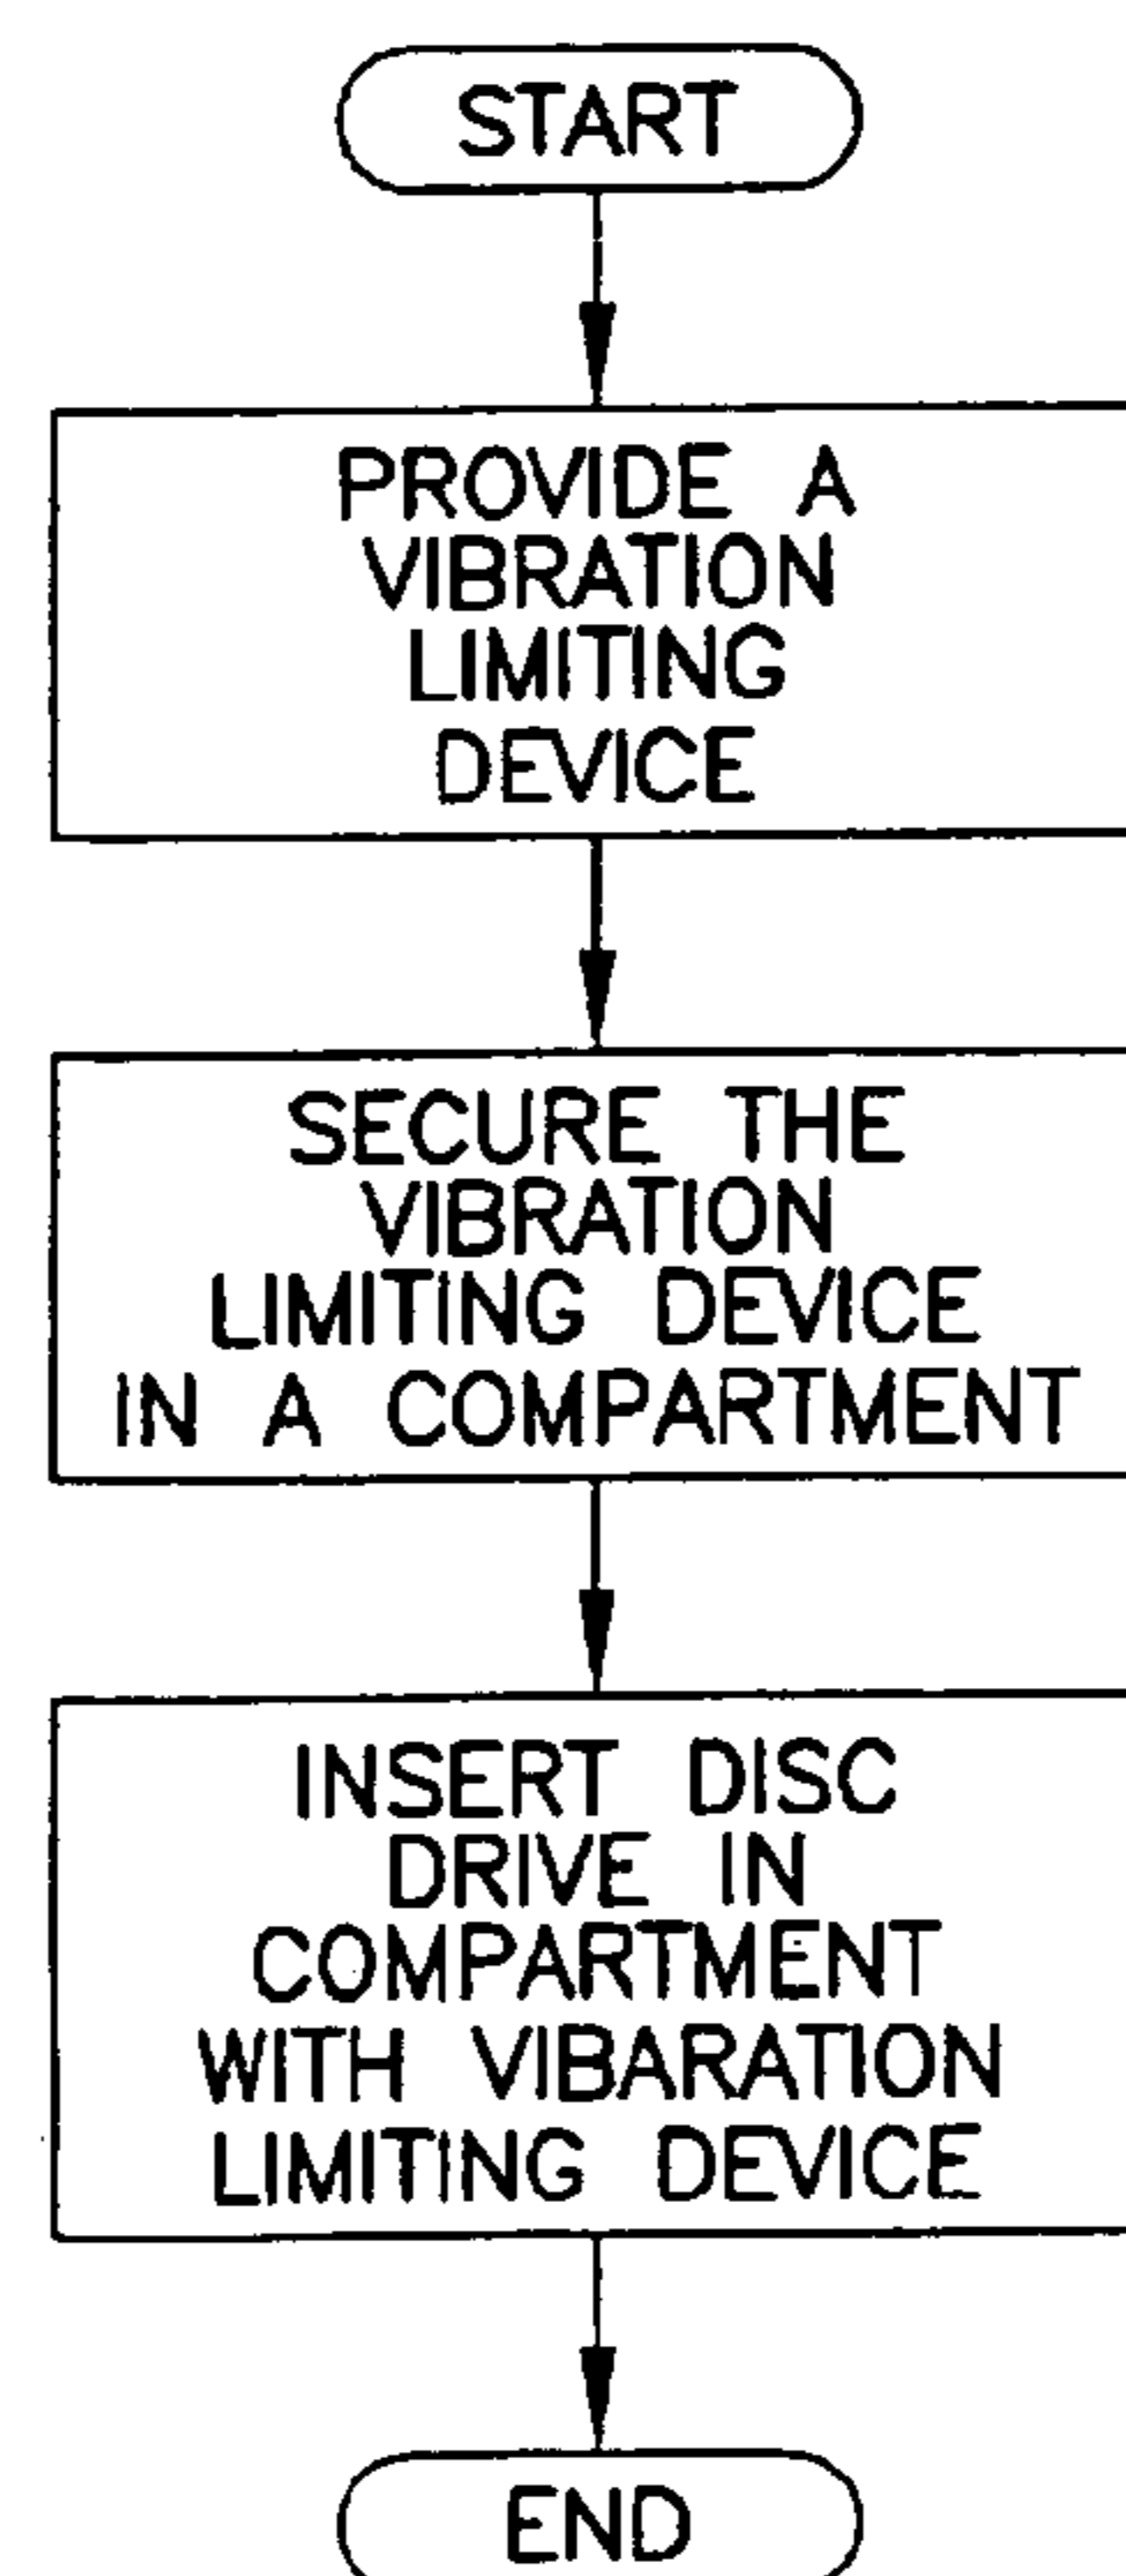 START
PROVIDE A
VIBRATION
LIMITING
DEVICE
SECURE THE
VIBRATION
LIMITING DEVICE
IN A COMPARTMENT
INSERT DISC
DRIVE IN
COMPARTMENT
WITH VIBARATION
LIMITING DEVICE
END